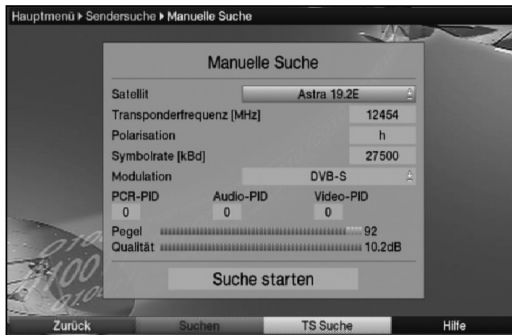 Hauptmenü ▸ Sendersuche ▸ Manuelle Suche
Manuelle Suche
Satellit Astra 19.2E
Transponderfrequenz [MHz] 12454
Polarisation h
Symbolrate [kBd] 27500
Modulation DVB-S
PCR-PID Audio-PID Video-PID
0 0 0
Pegel 92
Qualität 10.2dB
Suche starten
Zurück Suchen TS Suche Hilfe